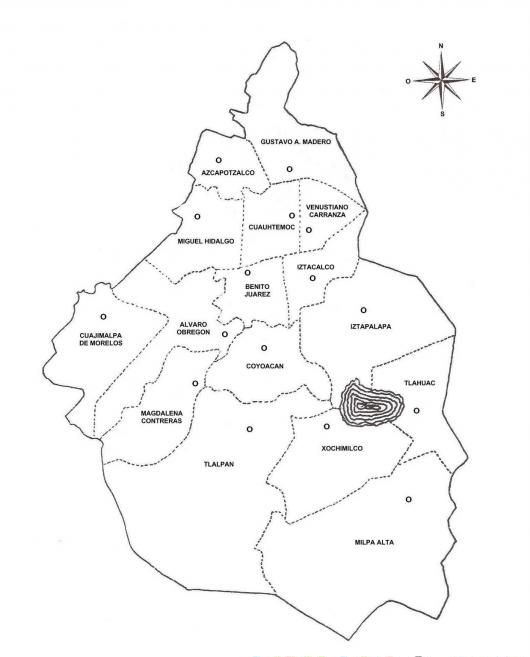 N
O E
S
GUSTAVO A. MADERO
AZCAPOTZALCO
VENUSTIANO
CARRANZA
CUAUHTEMOC
MIGUEL HIDALGO
IZTACALCO
BENITO
JUAREZ
IZTAPALAPA
ALVARO
OBREGON
CUAJIMALPA
DE MORELOS
COYOACAN
TLAHUAC
MAGDALENA
CONTRERAS
XOCHIMILCO
TLALPAN
MILPA ALTA